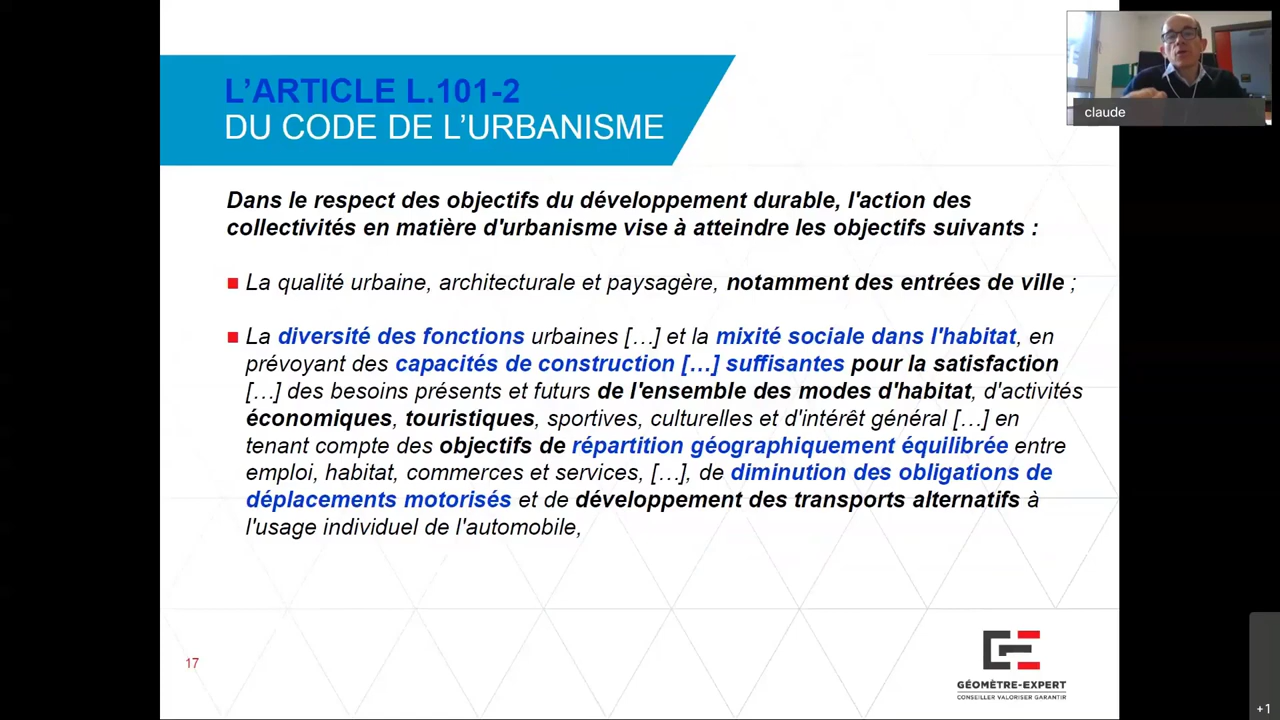 L'ARTICLE L.101-2
DU CODE DE L'URBANISME
claude
Dans le respect des objectifs du développement durable, l'action des
collectivités en matière d'urbanisme vise à atteindre les objectifs suivants :
La qualité urbaine, architecturale et paysagère, notamment des entrées de ville ;
La diversité des fonctions urbaines […] et la mixité sociale dans l'habitat, en
prévoyant des capacités de construction […] suffisantes pour la satisfaction
[…] des besoins présents et futurs de l'ensemble des modes d'habitat, d'activités
économiques, touristiques, sportives, culturelles et d'intérêt général […] en
tenant compte des objectifs de répartition géographiquement équilibrée entre
emploi, habitat, commerces et services, […], de diminution des obligations de
déplacements motorisés et de développement des transports alternatifs à
l'usage individuel de l'automobile,
17
GE
GÉOMÈTRE-EXPERT
CONSEILLER VALORISER GARANTIR
+1